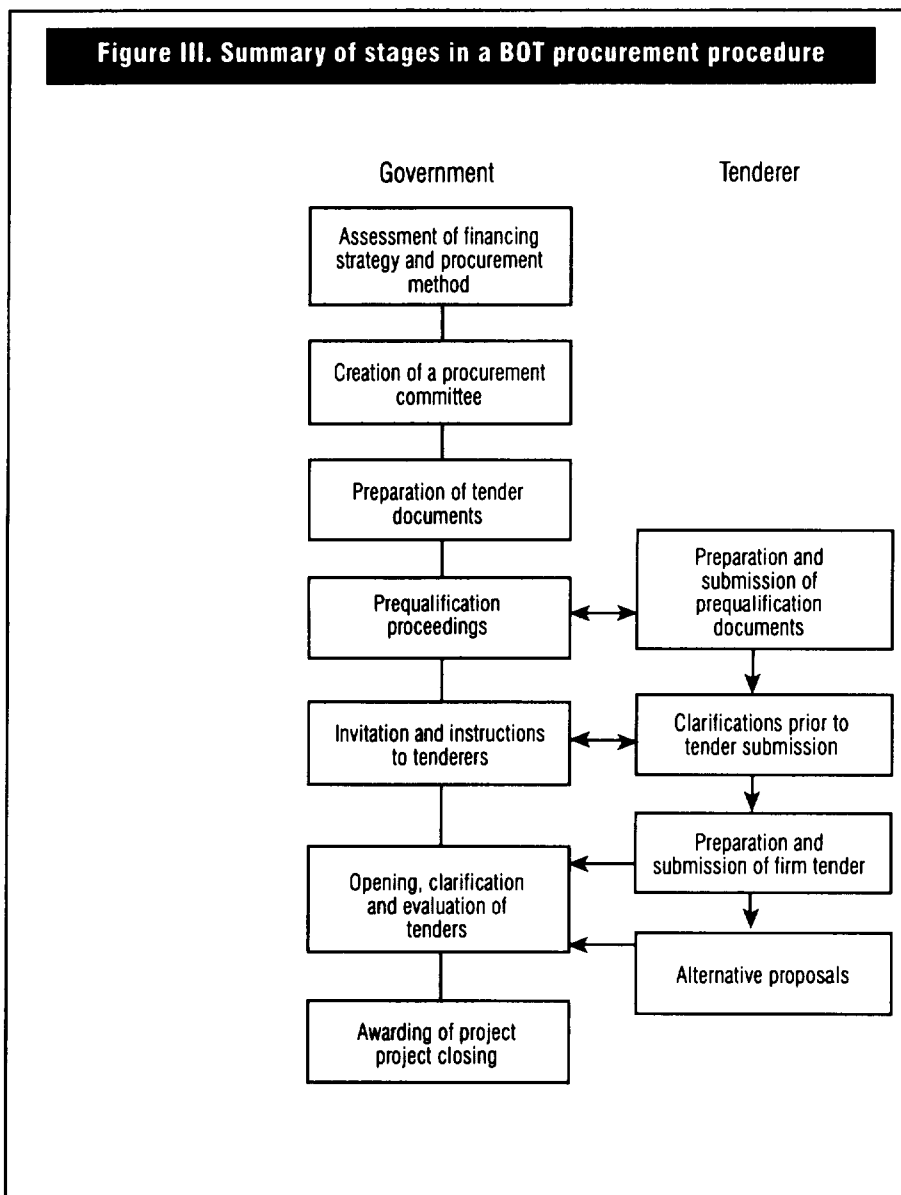 Figure III. Summary of stages in a BOT procurement procedure
Government
Tenderer
Assessment of financing
strategy and procurement
method
Creation of a procurement
committee
Preparation of tender
documents
Prequalification
proceedings
Preparation and
submission of
prequalification
documents
Invitation and instructions
to tenderers
Clarifications prior to
tender submission
Preparation and
submission of firm tender
Opening, clarification
and evaluation of
tenders
Alternative proposals
Awarding of project
project closing